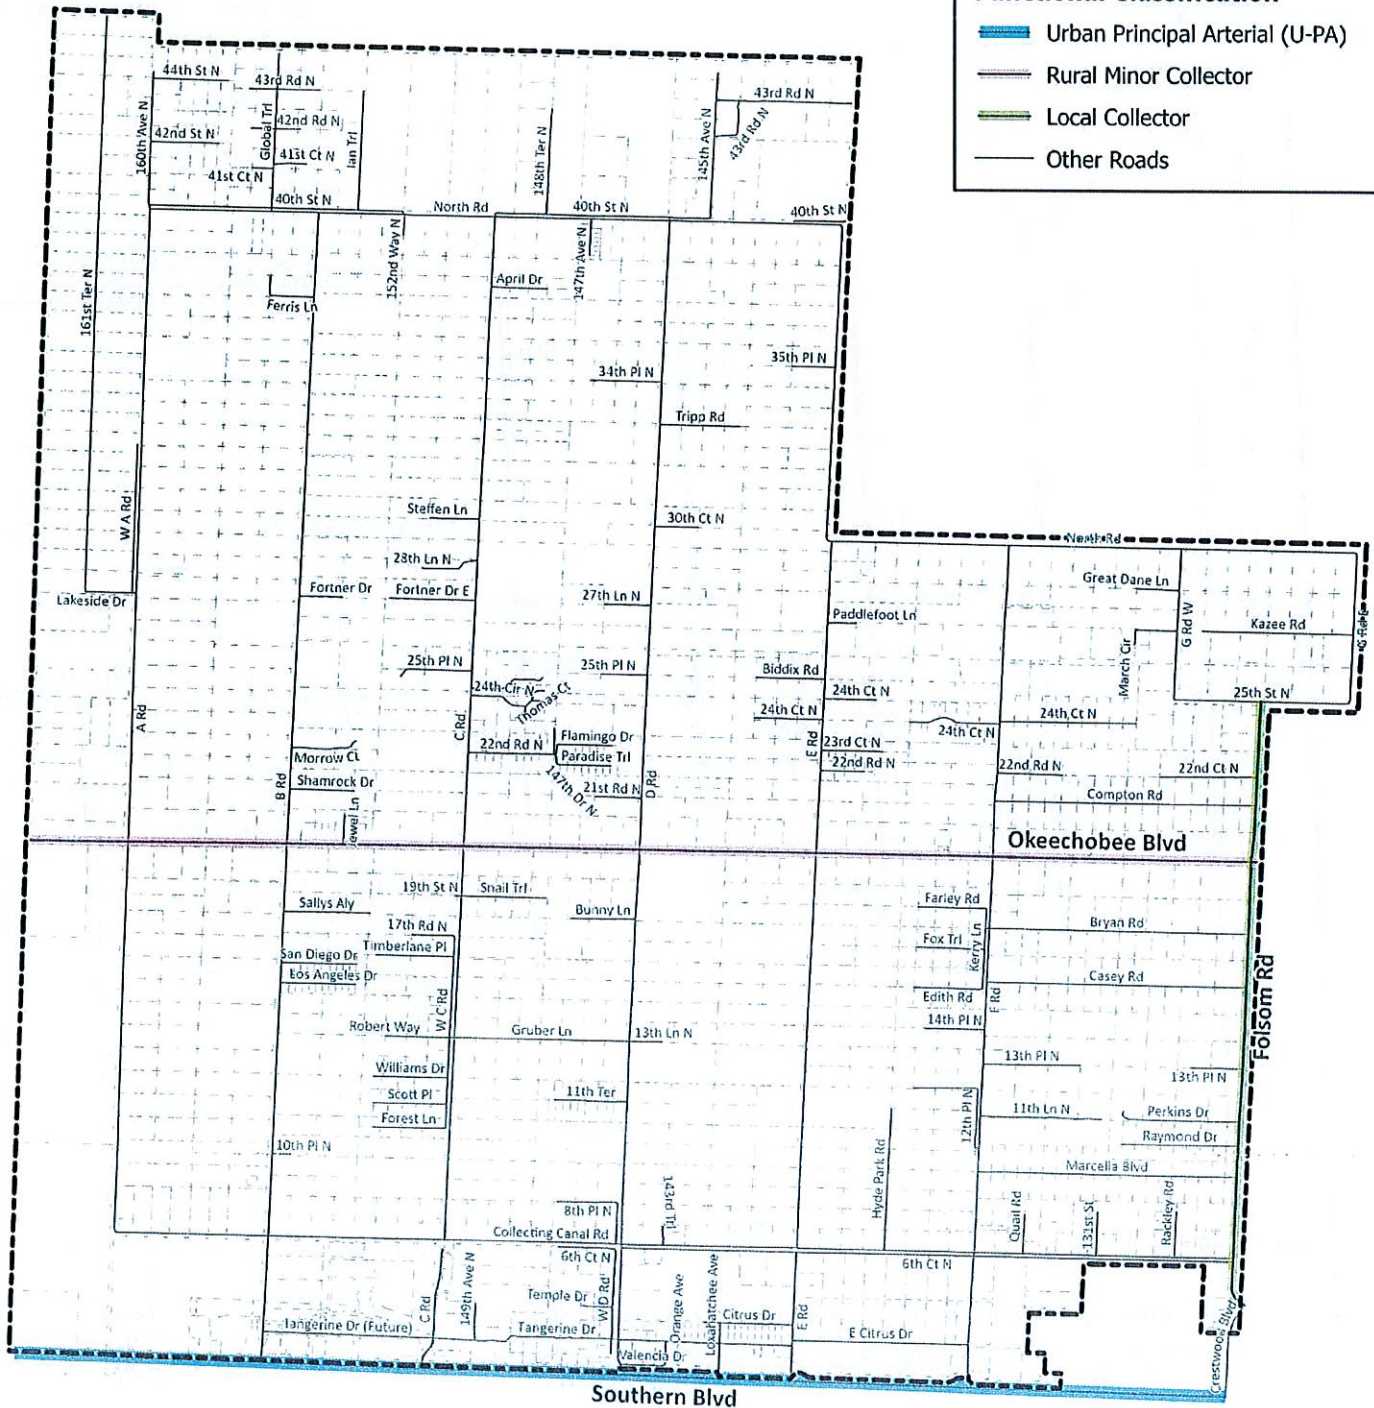 Urban Principal Arterial (U-PA)
Rural Minor Collector
Local Collector
Other Roads
44th St N
43rd Rd N
43rd Rd N
160th Ave N
42nd St N
Global Trl
42nd Rd N
41st Ct N
41st Ct N
Ian Trl
148th Ter N
145th Ave N
43rd Rd N
40th St N
North Rd
40th St N
40th St N
161st Ter N
152nd Way N
147th Ave N
April Dr
Ferris Ln
35th Pl N
34th Pl N
Tripp Rd
W A Rd
Steffen Ln
30th Ct N
North Rd
28th Ln N
Great Dane Ln
Lakeside Dr
Fortner Dr
Fortner Dr E
27th Ln N
Paddlefoot Ln
G Rd W
Kazee Rd
G Rd E
March Cir
25th Pl N
25th Pl N
Biddix Rd
24th Cir N
Thomas Ct
24th Ct N
25th St N
A Rd
C Rd
24th Ct N
24th Ct N
24th Ct N
22nd Rd N
Flamingo Dr
Paradise Trl
E Rd
23rd Ct N
22nd Rd N
22nd Rd N
22nd Ct N
Morrow Ct
B Rd
Shamrock Dr
147th Dr N
21st Rd N
D Rd
Compton Rd
Jewel Ln
Okeechobee Blvd
19th St N
Snail Trl
Sallys Aly
Bunny Ln
Farley Rd
Bryan Rd
17th Rd N
Timberlane Pl
Fox Trl
Kerry Ln
San Diego Dr
Los Angeles Dr
Casey Rd
Folsom Rd
W C Rd
Edith Rd
F Rd
14th Pl N
Robert Way
Gruber Ln
13th Ln N
13th Pl N
13th Pl N
Williams Dr
Scott Pl
11th Ter
Forest Ln
12th Pl N
11th Ln N
Perkins Dr
Raymond Dr
10th Pl N
Hyde Park Rd
Marcella Blvd
143rd Trl
8th Pl N
Quail Rd
131st St
Rackley Rd
Collecting Canal Rd
6th Ct N
6th Ct N
C Rd
149th Ave N
Temple Dr
W D Rd
Orange Ave
Loxahatchee Ave
Citrus Dr
E Rd
Tangerine Dr (Future)
Tangerine Dr
E Citrus Dr
Valencia Dr
Crestwood Blvd
Southern Blvd